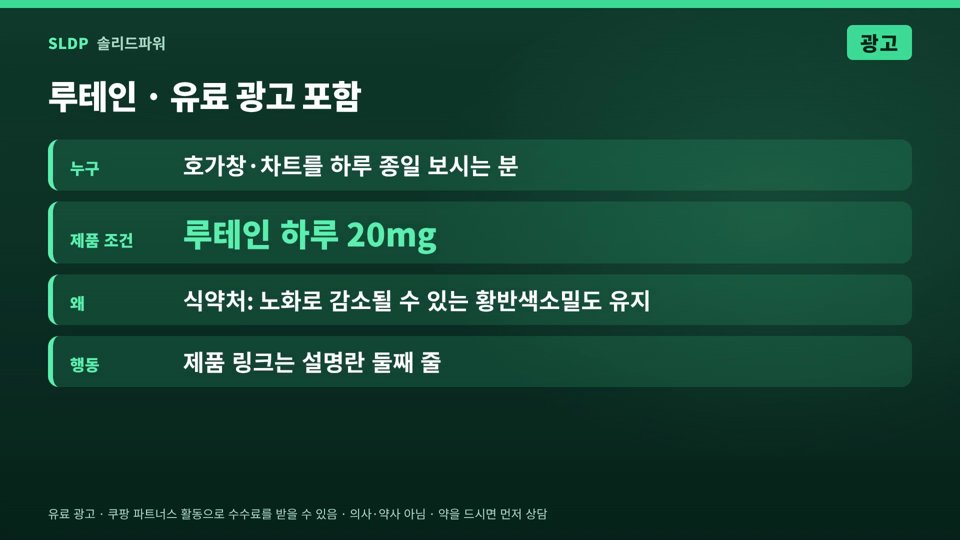 SLDP 솔리드파워
광고
루테인 · 유료 광고 포함
누구 호가창·차트를 하루 종일 보시는 분
제품 조건 루테인 하루 20mg
왜 식약처: 노화로 감소될 수 있는 황반색소밀도 유지
행동 제품 링크는 설명란 둘째 줄
유료 광고 · 쿠팡 파트너스 활동으로 수수료를 받을 수 있음 · 의사·약사 아님 · 약을 드시면 먼저 상담